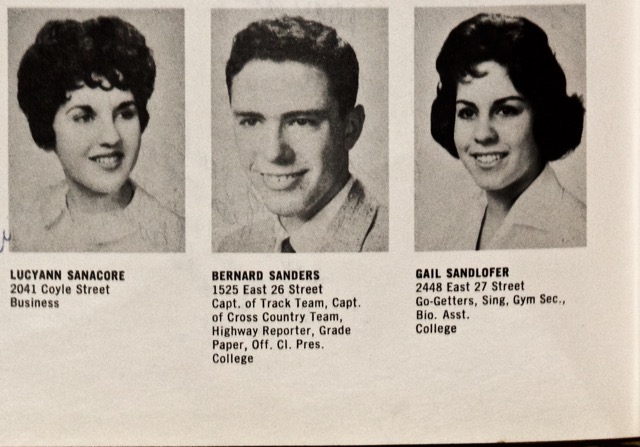 LUCYANN SANACORE
2041 Coyle Street
Business
BERNARD SANDERS
1525 East 26 Street
Capt. of Track Team, Capt.
of Cross Country Team,
Highway Reporter, Grade
Paper, Off. Cl. Pres.
College
GAIL SANDLOFER
2448 East 27 Street
Go-Getters, Sing, Gym Sec.,
Bio. Asst.
College